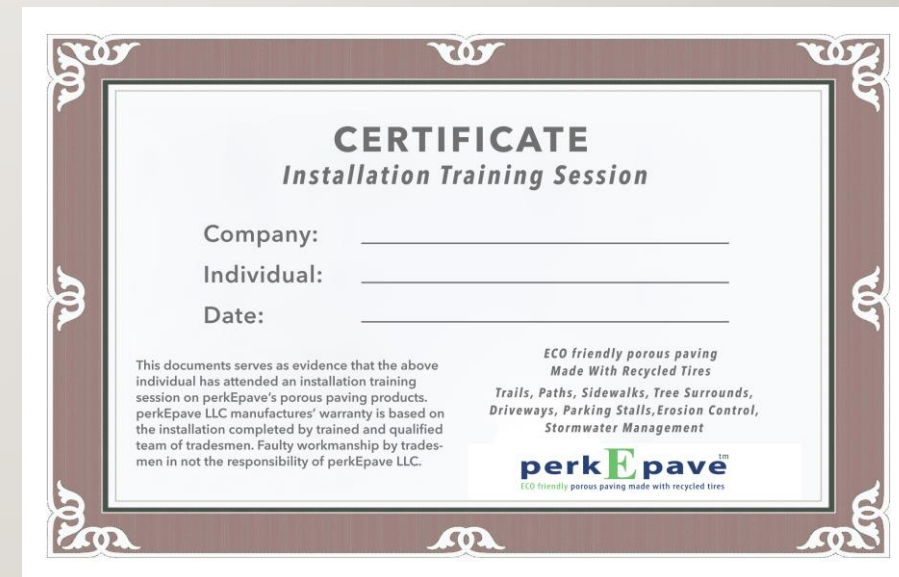 CERTIFICATE
Installation Training Session
Company:
Individual:
Date:
This documents serves as evidence that the above
individual has attended an installation training
session on perkEpave's porous paving products.
perkEpave LLC manufactures' warranty is based on
the installation completed by trained and qualified
team of tradesmen. Faulty workmanship by trades-
men in not the responsibility of perkEpave LLC.
ECO friendly porous paving
Made With Recycled Tires
Trails, Paths, Sidewalks, Tree Surrounds,
Driveways, Parking Stalls,Erosion Control,
Stormwater Management
perkEpave™
ECO friendly porous paving made with recycled tires